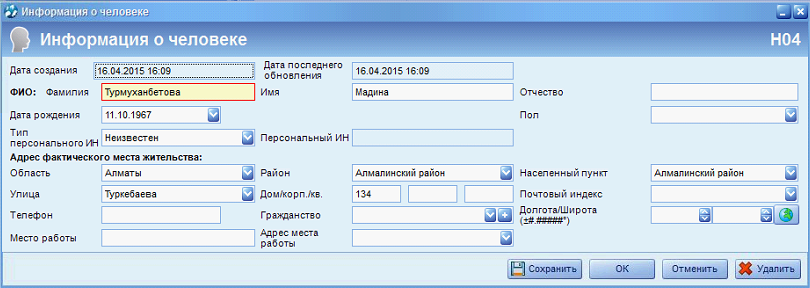 Информация о человеке
Информация о человеке H04
Дата создания 16.04.2015 16:09 Дата последнего обновления 16.04.2015 16:09
ФИО: Фамилия Турмуханбетова Имя Мадина Отчество
Дата рождения 11.10.1967 Пол
Тип персонального ИН Неизвестен Персональный ИН
Адрес фактического места жительства:
Область Алматы Район Алмалинский район Населенный пункт Алмалинский район
Улица Туркебаева Дом/корп./кв. 134 Почтовый индекс
Телефон Гражданство Долгота/Широта (±#.#####°)
Место работы Адрес места работы
Сохранить OK Отменить Удалить